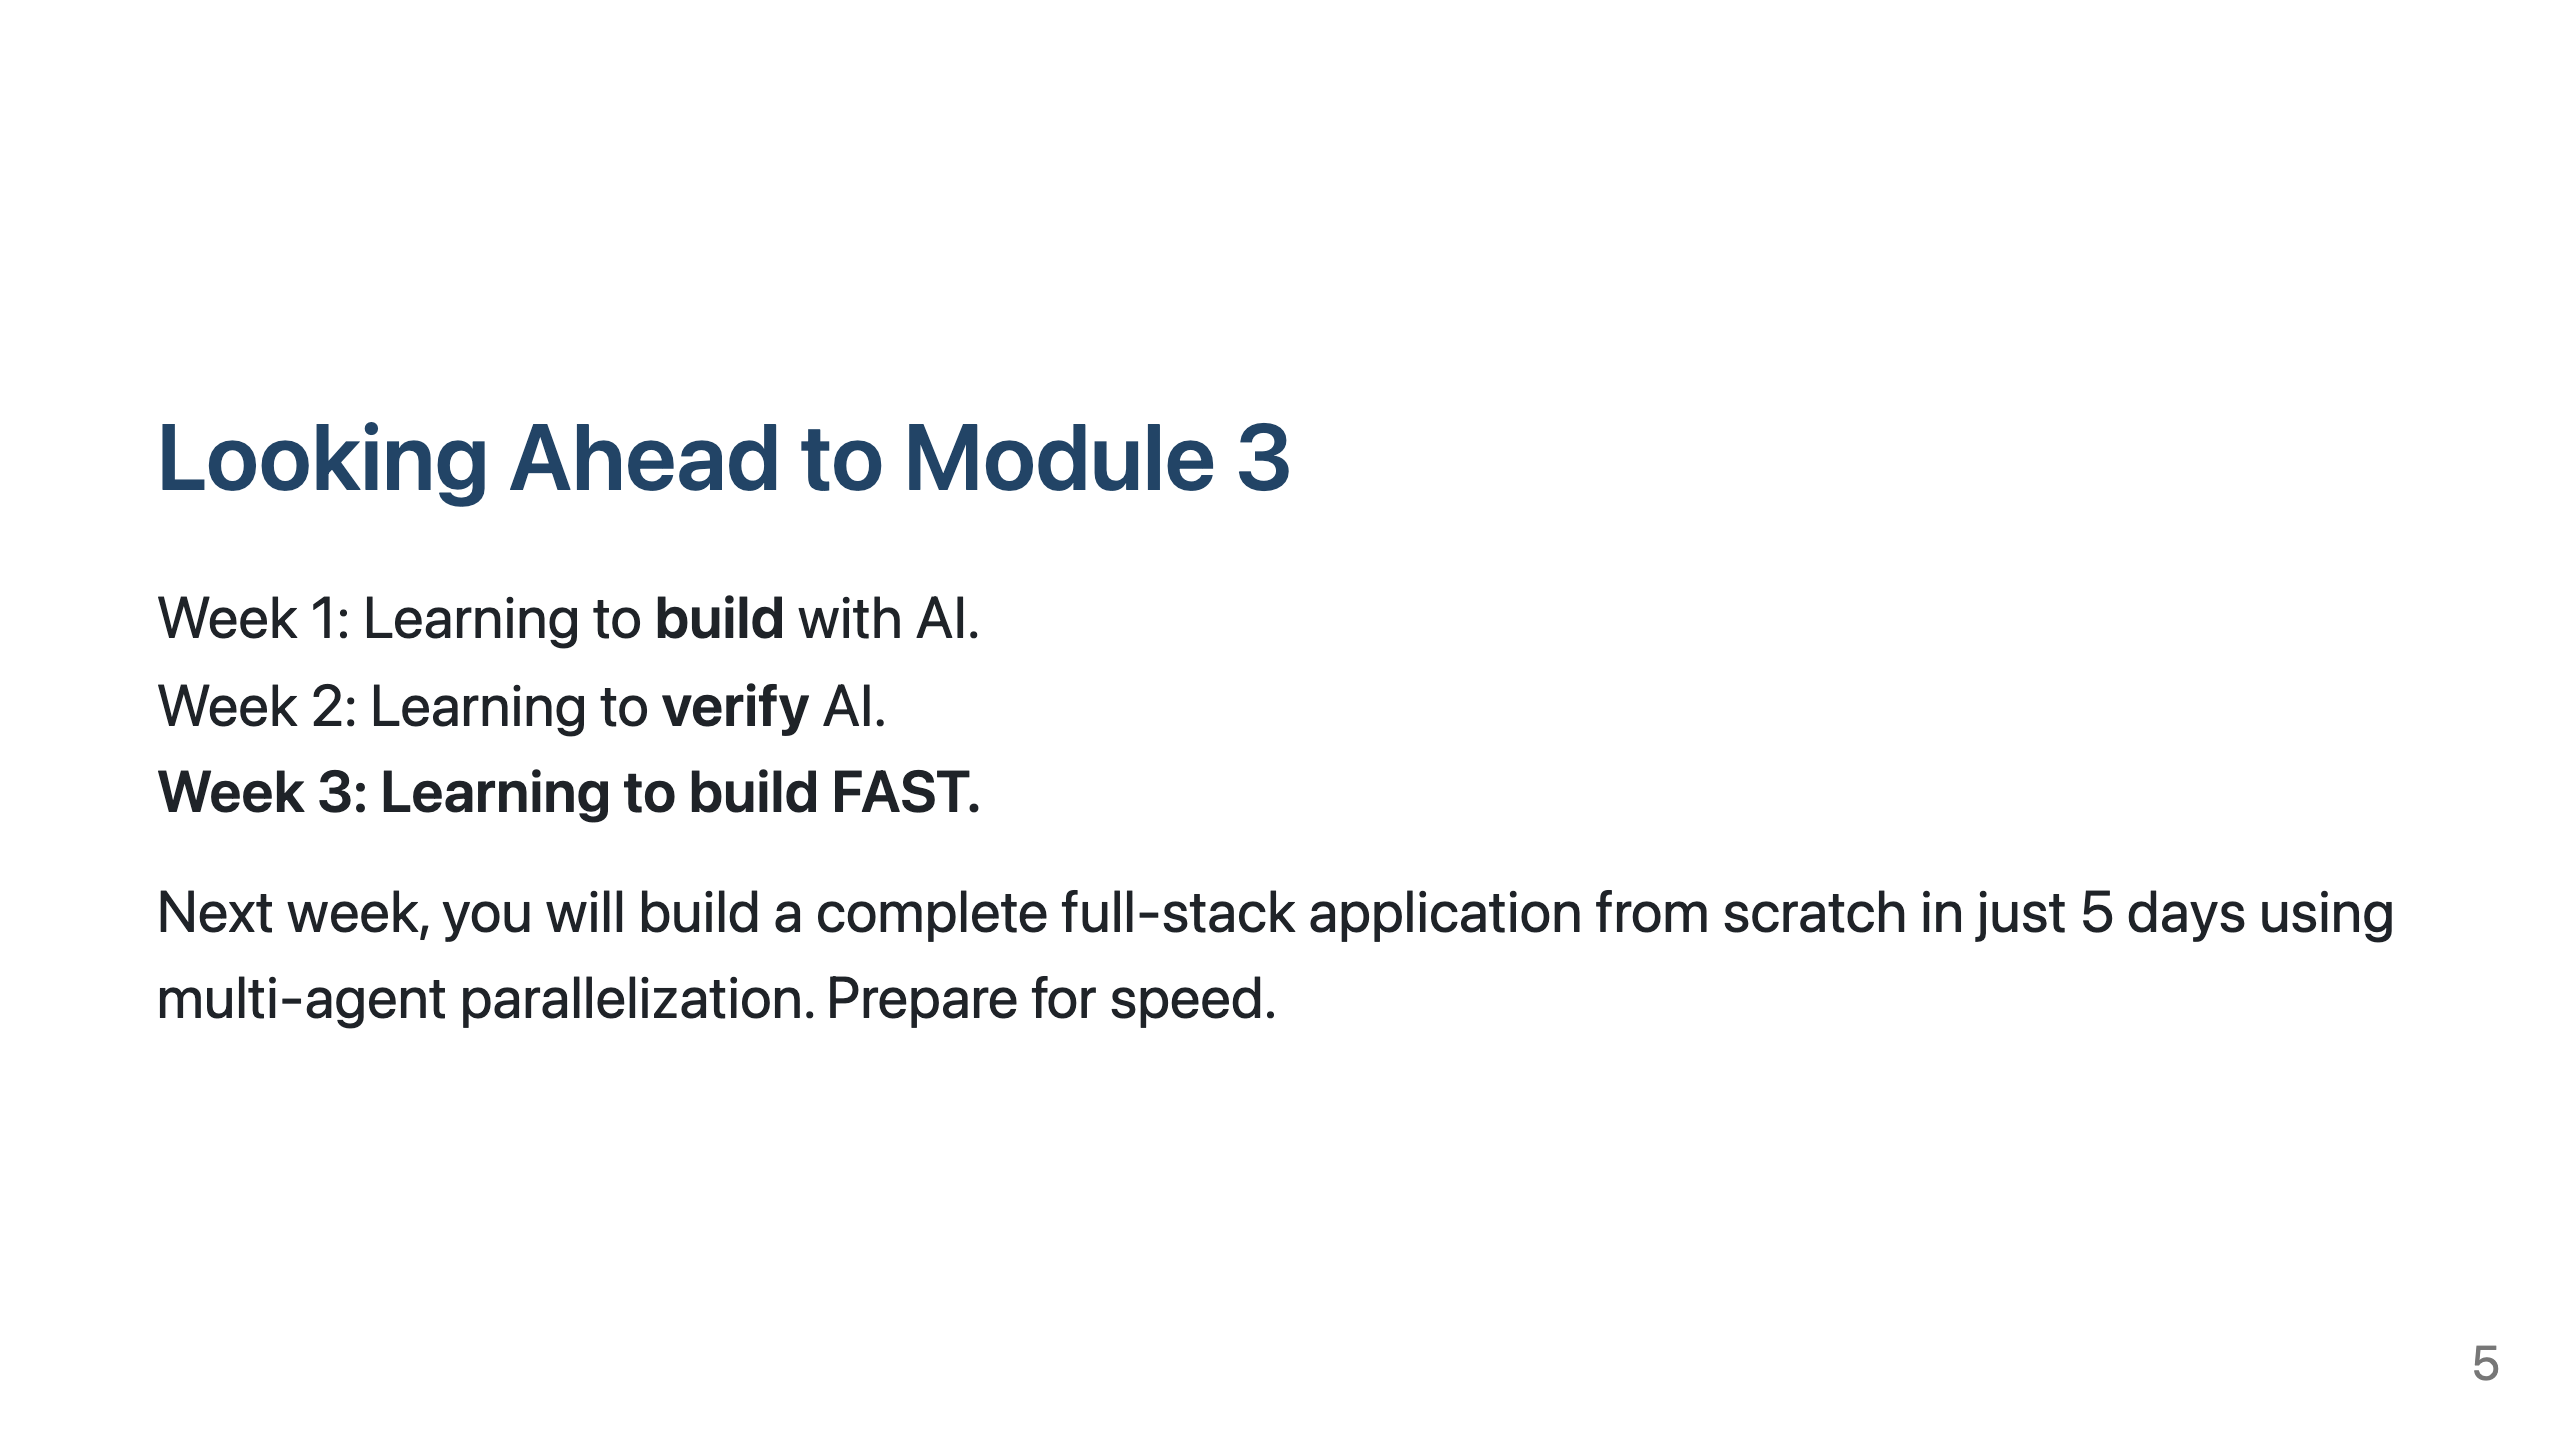 Looking Ahead to Module 3
Week 1: Learning to build with AI.
Week 2: Learning to verify AI.
Week 3: Learning to build FAST.
Next week, you will build a complete full-stack application from scratch in just 5 days using
multi-agent parallelization. Prepare for speed.
5